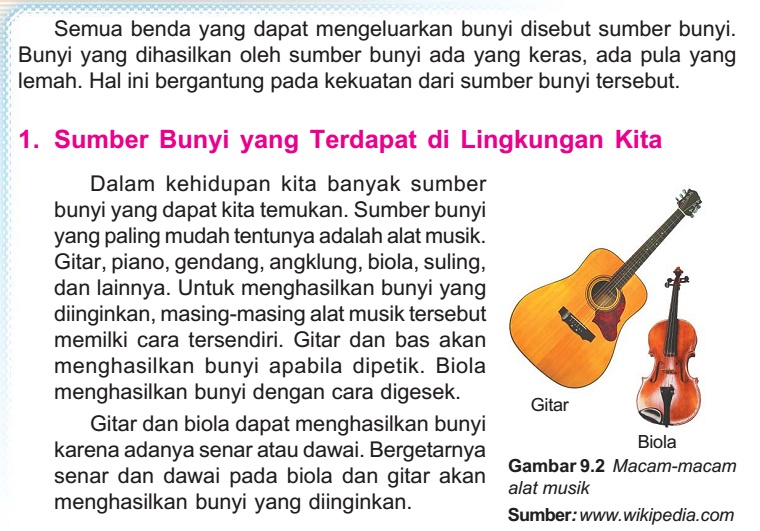 Semua benda yang dapat mengeluarkan bunyi disebut sumber bunyi.
Bunyi yang dihasilkan oleh sumber bunyi ada yang keras, ada pula yang
lemah. Hal ini bergantung pada kekuatan dari sumber bunyi tersebut.
1. Sumber Bunyi yang Terdapat di Lingkungan Kita
Dalam kehidupan kita banyak sumber
bunyi yang dapat kita temukan. Sumber bunyi
yang paling mudah tentunya adalah alat musik.
Gitar, piano, gendang, angklung, biola, suling,
dan lainnya. Untuk menghasilkan bunyi yang
diinginkan, masing-masing alat musik tersebut
memilki cara tersendiri. Gitar dan bas akan
menghasilkan bunyi apabila dipetik. Biola
menghasilkan bunyi dengan cara digesek.
Gitar dan biola dapat menghasilkan bunyi
karena adanya senar atau dawai. Bergetarnya
senar dan dawai pada biola dan gitar akan
menghasilkan bunyi yang diinginkan.
Gitar
Biola
Gambar 9.2 Macam-macam
alat musik
Sumber: www.wikipedia.com